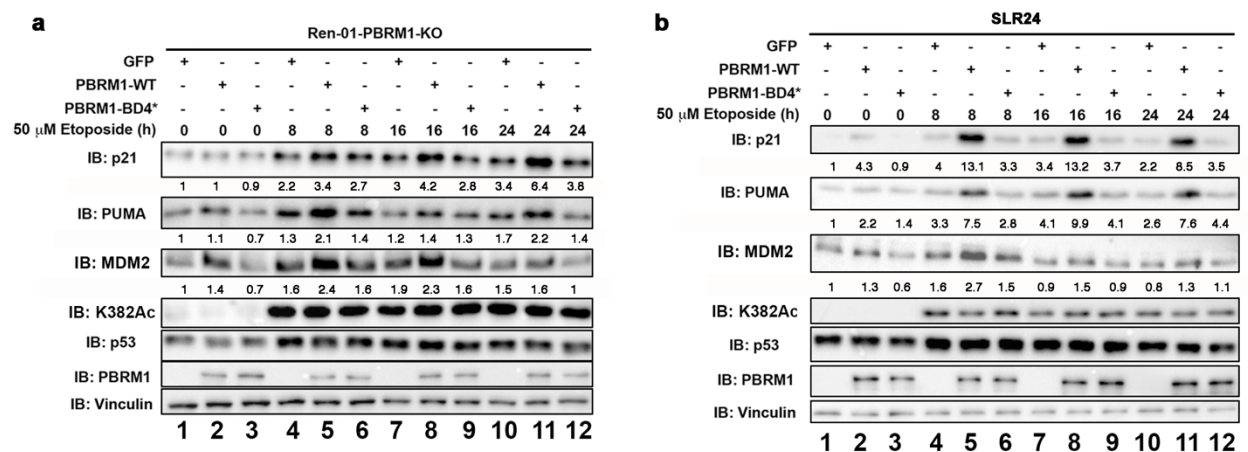 a
Ren-01-PBRM1-KO
GFP + - - + - - + - - + - -
PBRM1-WT - + - - + - - + - - + -
PBRM1-BD4* - - + - - + - - + - - +
50 μM Etoposide (h) 0 0 0 8 8 8 16 16 16 24 24 24
IB: p21
1 1 0.9 2.2 3.4 2.7 3 4.2 2.8 3.4 6.4 3.8
IB: PUMA
1 1.1 0.7 1.3 2.1 1.4 1.2 1.4 1.3 1.7 2.2 1.4
IB: MDM2
1 1.4 0.7 1.6 2.4 1.6 1.9 2.3 1.6 1.5 1.6 1
IB: K382Ac
IB: p53
IB: PBRM1
IB: Vinculin
1 2 3 4 5 6 7 8 9 10 11 12
b
SLR24
GFP + - - + - - + - - + - -
PBRM1-WT - + - - + - - + - - + -
PBRM1-BD4* - - + - - + - - + - - +
50 μM Etoposide (h) 0 0 0 8 8 8 16 16 16 24 24 24
IB: p21
1 4.3 0.9 4 13.1 3.3 3.4 13.2 3.7 2.2 8.5 3.5
IB: PUMA
1 2.2 1.4 3.3 7.5 2.8 4.1 9.9 4.1 2.6 7.6 4.4
IB: MDM2
1 1.3 0.6 1.6 2.7 1.5 0.9 1.5 0.9 0.8 1.3 1.1
IB: K382Ac
IB: p53
IB: PBRM1
IB: Vinculin
1 2 3 4 5 6 7 8 9 10 11 12